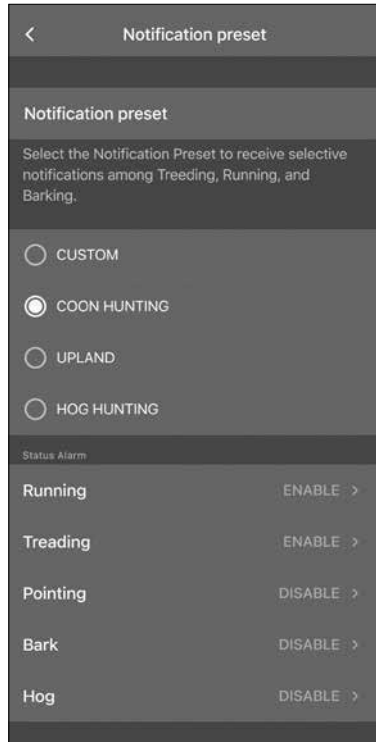 Notification preset
Notification preset
Select the Notification Preset to receive selective
notifications among Treeding, Running, and
Barking.
CUSTOM
COON HUNTING
UPLAND
HOG HUNTING
Status Alarm
Running ENABLE >
Treading ENABLE >
Pointing DISABLE >
Bark DISABLE >
Hog DISABLE >